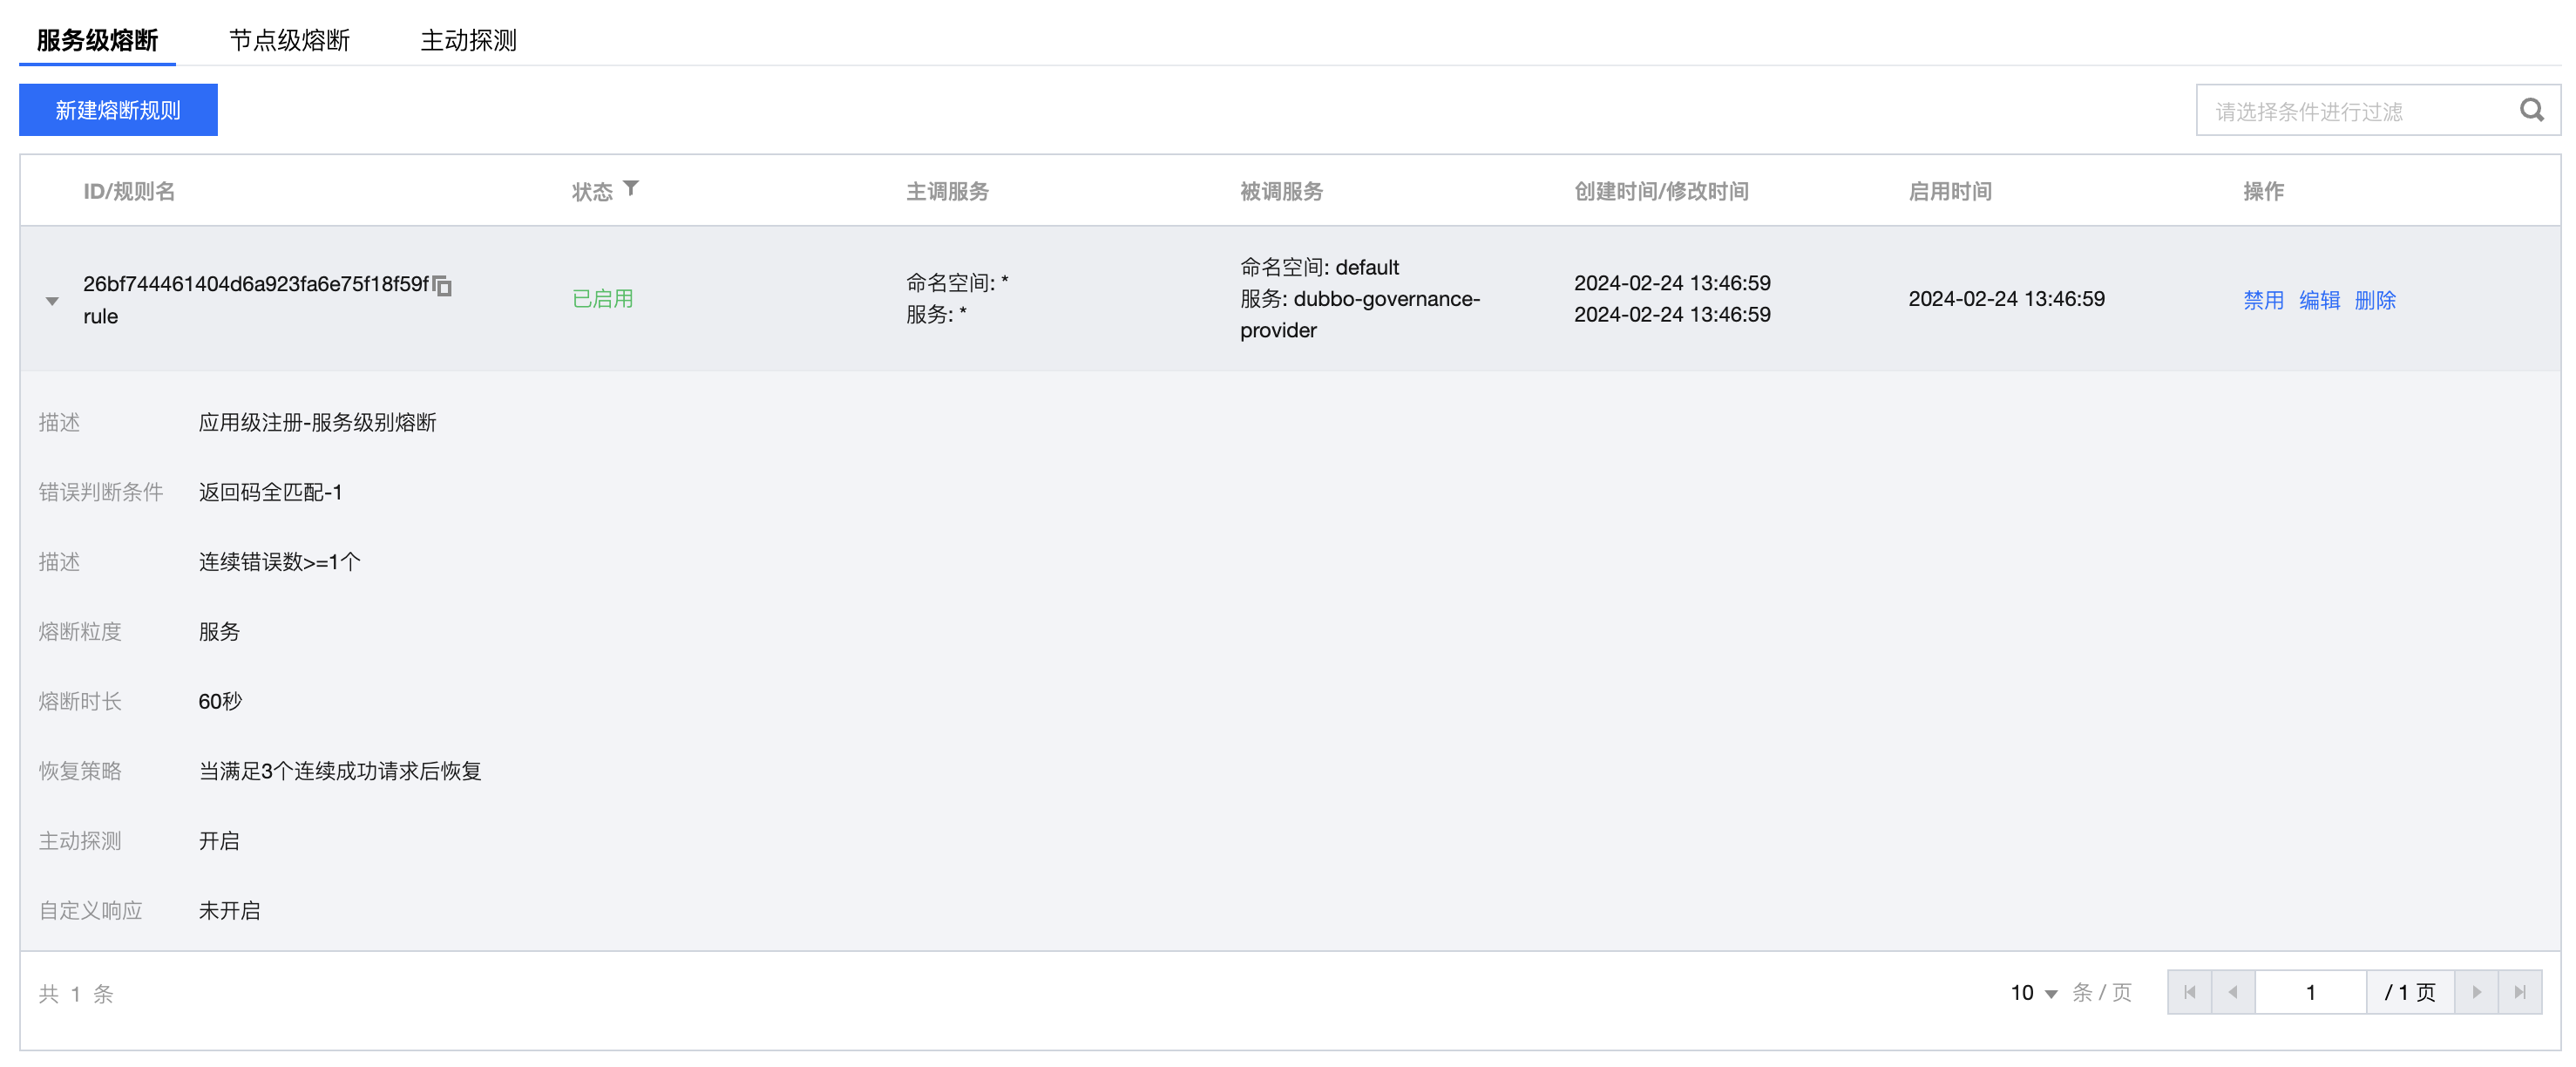 服务级熔断 节点级熔断 主动探测
新建熔断规则 请选择条件进行过滤
ID/规则名 状态 主调服务 被调服务 创建时间/修改时间 启用时间 操作
26bf744461404d6a923fa6e75f18f59f
rule
已启用
命名空间: *
服务: *
命名空间: default
服务: dubbo-governance-
provider
2024-02-24 13:46:59
2024-02-24 13:46:59
2024-02-24 13:46:59
禁用 编辑 删除
描述 应用级注册-服务级别熔断
错误判断条件 返回码全匹配-1
描述 连续错误数>=1个
熔断粒度 服务
熔断时长 60秒
恢复策略 当满足3个连续成功请求后恢复
主动探测 开启
自定义响应 未开启
共 1 条 10 条 / 页 1 / 1 页